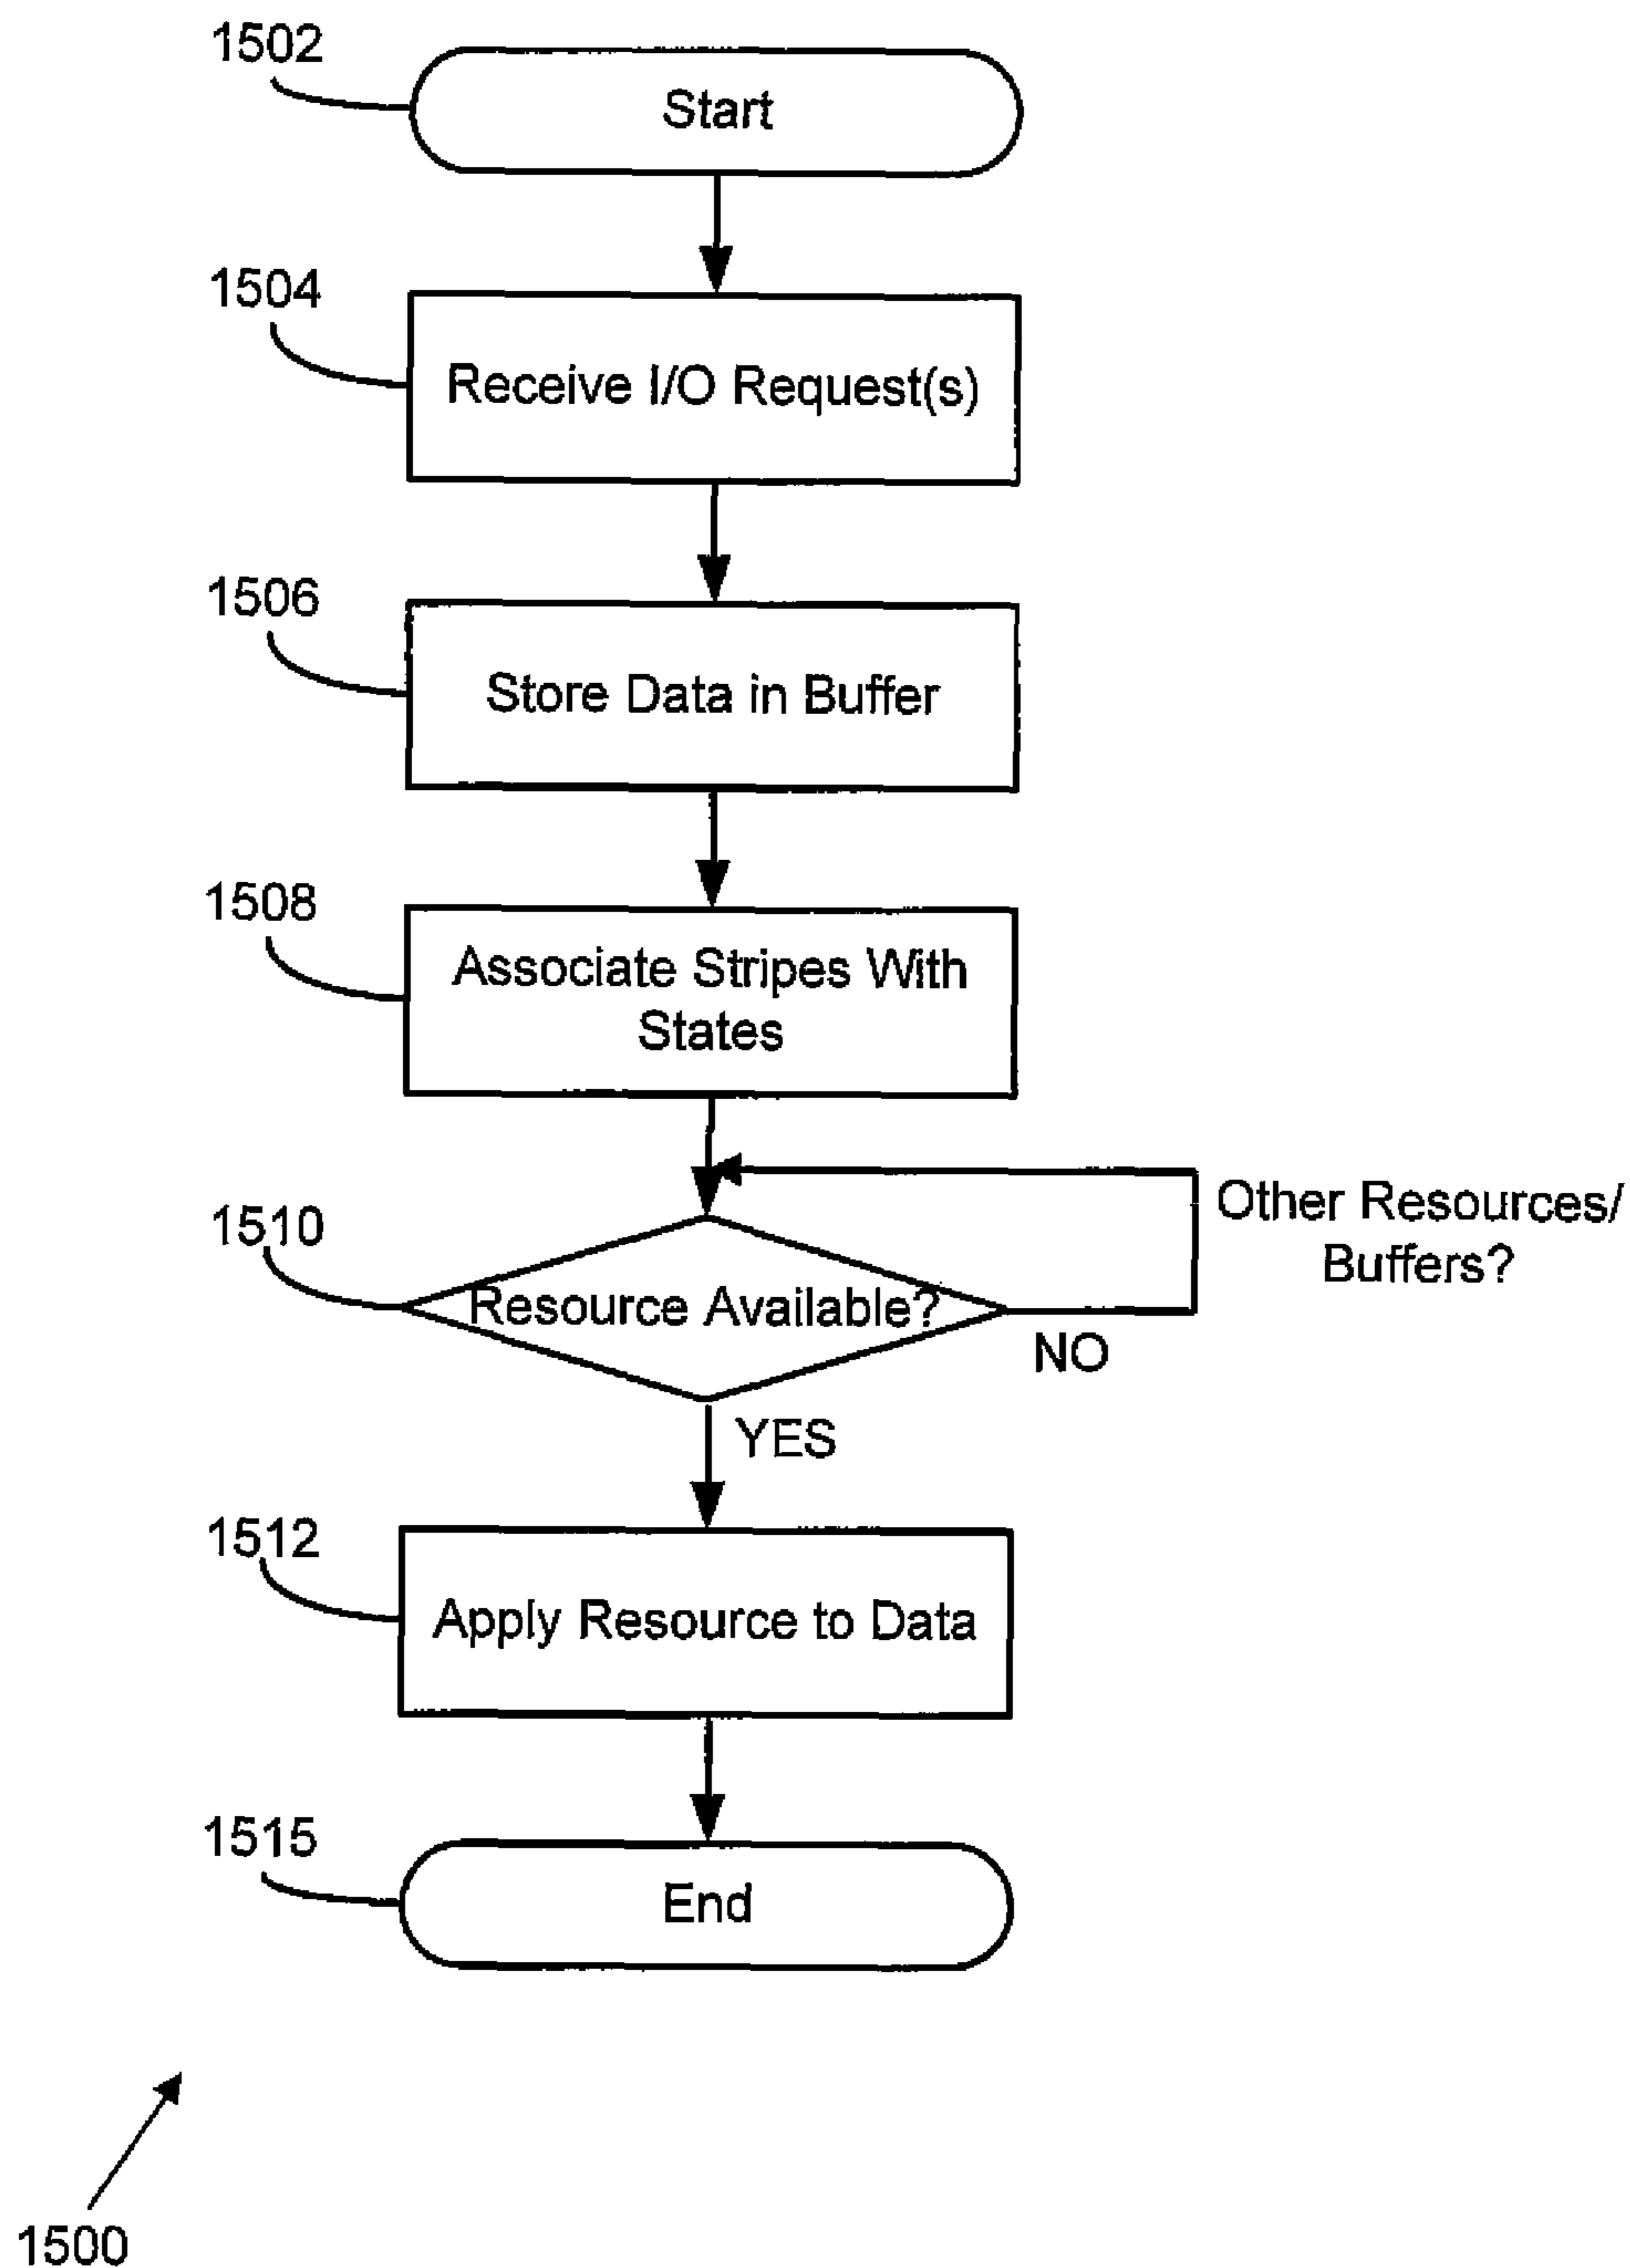 1502
Start
1504
Receive I/O Request(s)
1506
Store Data in Buffer
1508
Associate Stripes With
States
1510
Resource Available?
Other Resources/
Buffers?
NO
YES
1512
Apply Resource to Data
1515
End
1500